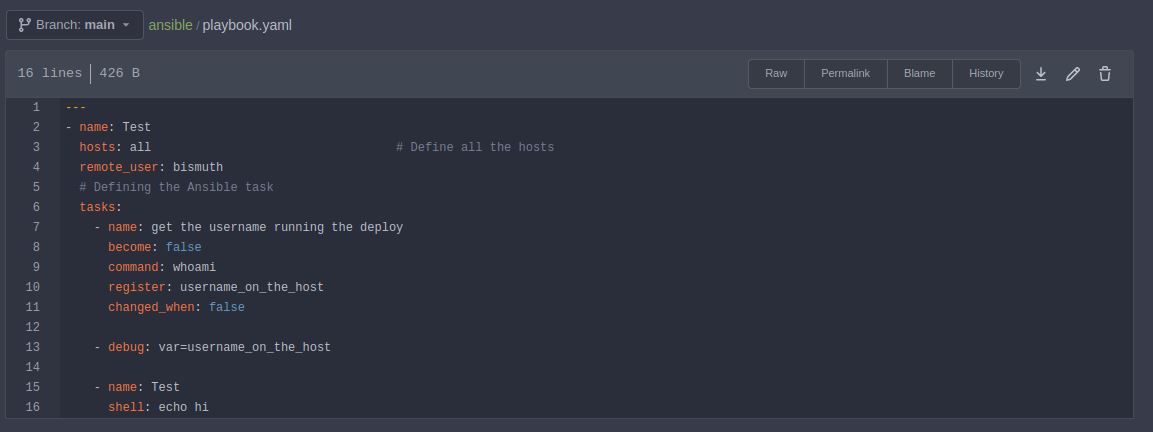 Branch: main ansible/playbook.yaml
16 lines 426 B Raw Permalink Blame History
1 ---
2 - name: Test
3   hosts: all                                  # Define all the hosts
4   remote_user: bismuth
5   # Defining the Ansible task
6   tasks:
7     - name: get the username running the deploy
8       become: false
9       command: whoami
10       register: username_on_the_host
11       changed_when: false
12
13     - debug: var=username_on_the_host
14
15     - name: Test
16       shell: echo hi